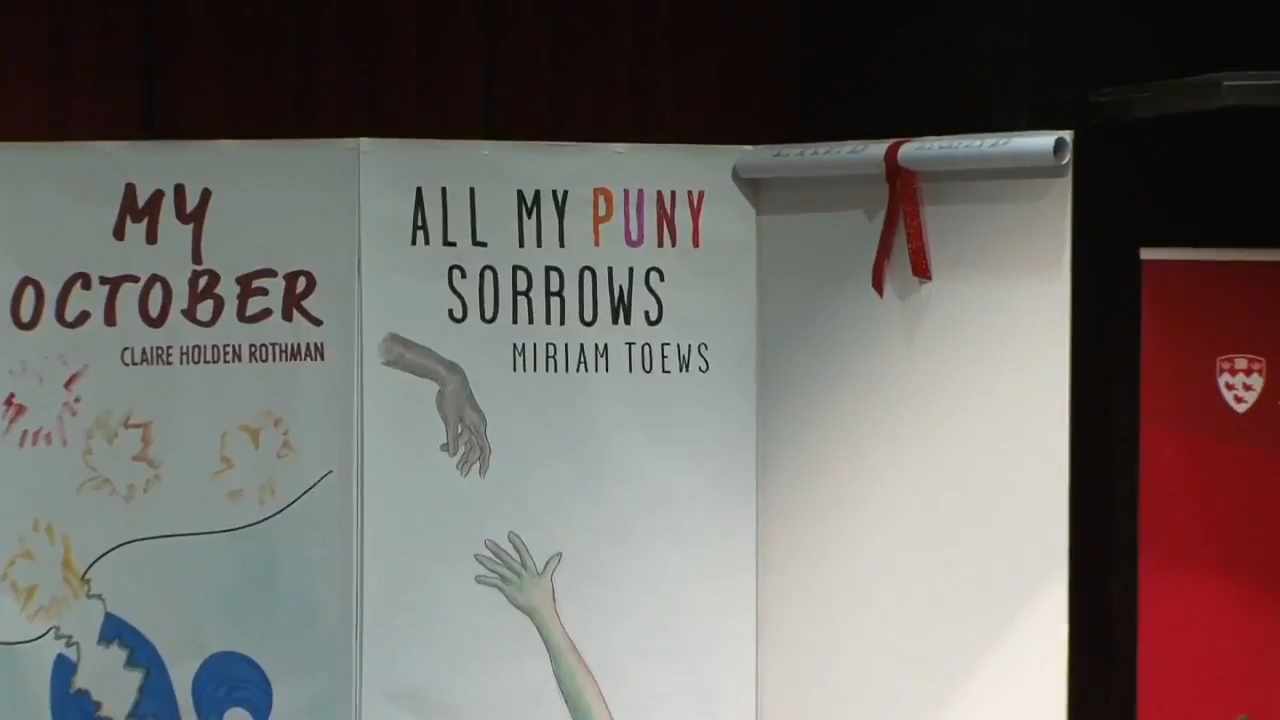 MY
OCTOBER
CLAIRE HOLDEN ROTHMAN
ALL MY PUNY
SORROWS
MIRIAM TOEWS